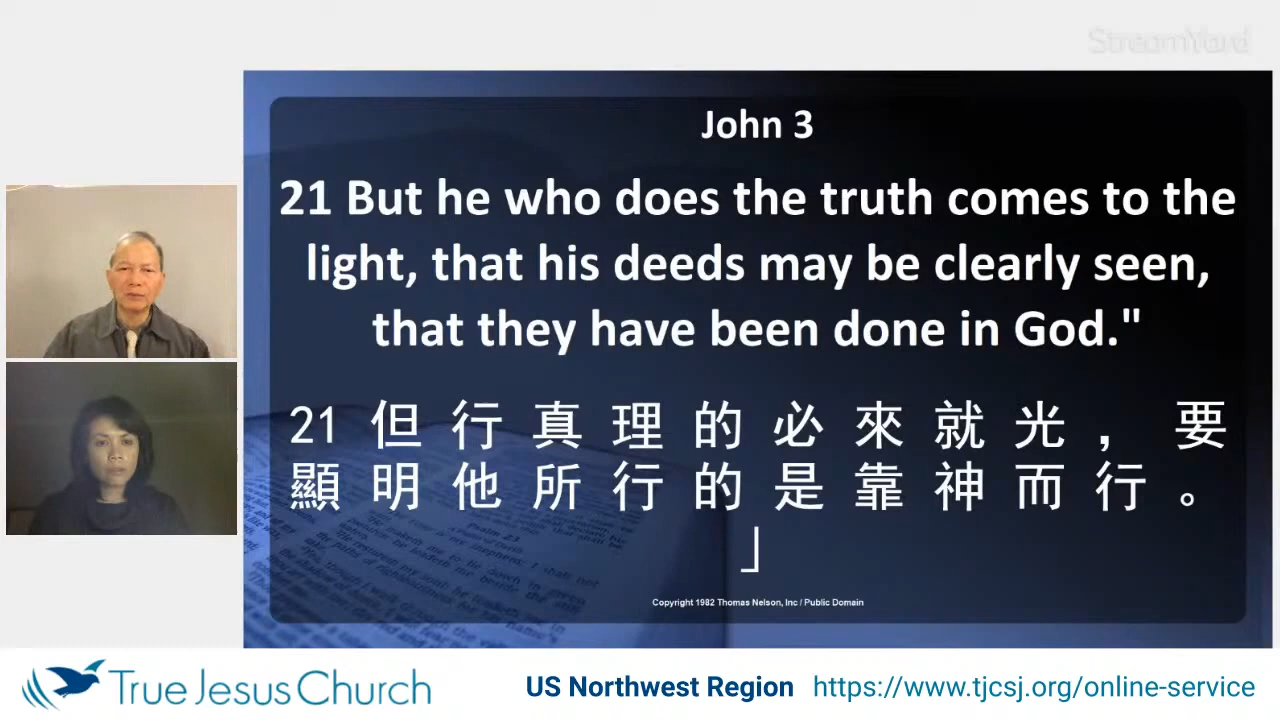 StreamYard
John 3
21 But he who does the truth comes to the
light, that his deeds may be clearly seen,
that they have been done in God."
21 但行真理的必來就光，要
顯明他所行的是靠神而行。
」
Copyright 1982 Thomas Nelson, Inc / Public Domain
True Jesus Church
US Northwest Region https://www.tjcsj.org/online-service